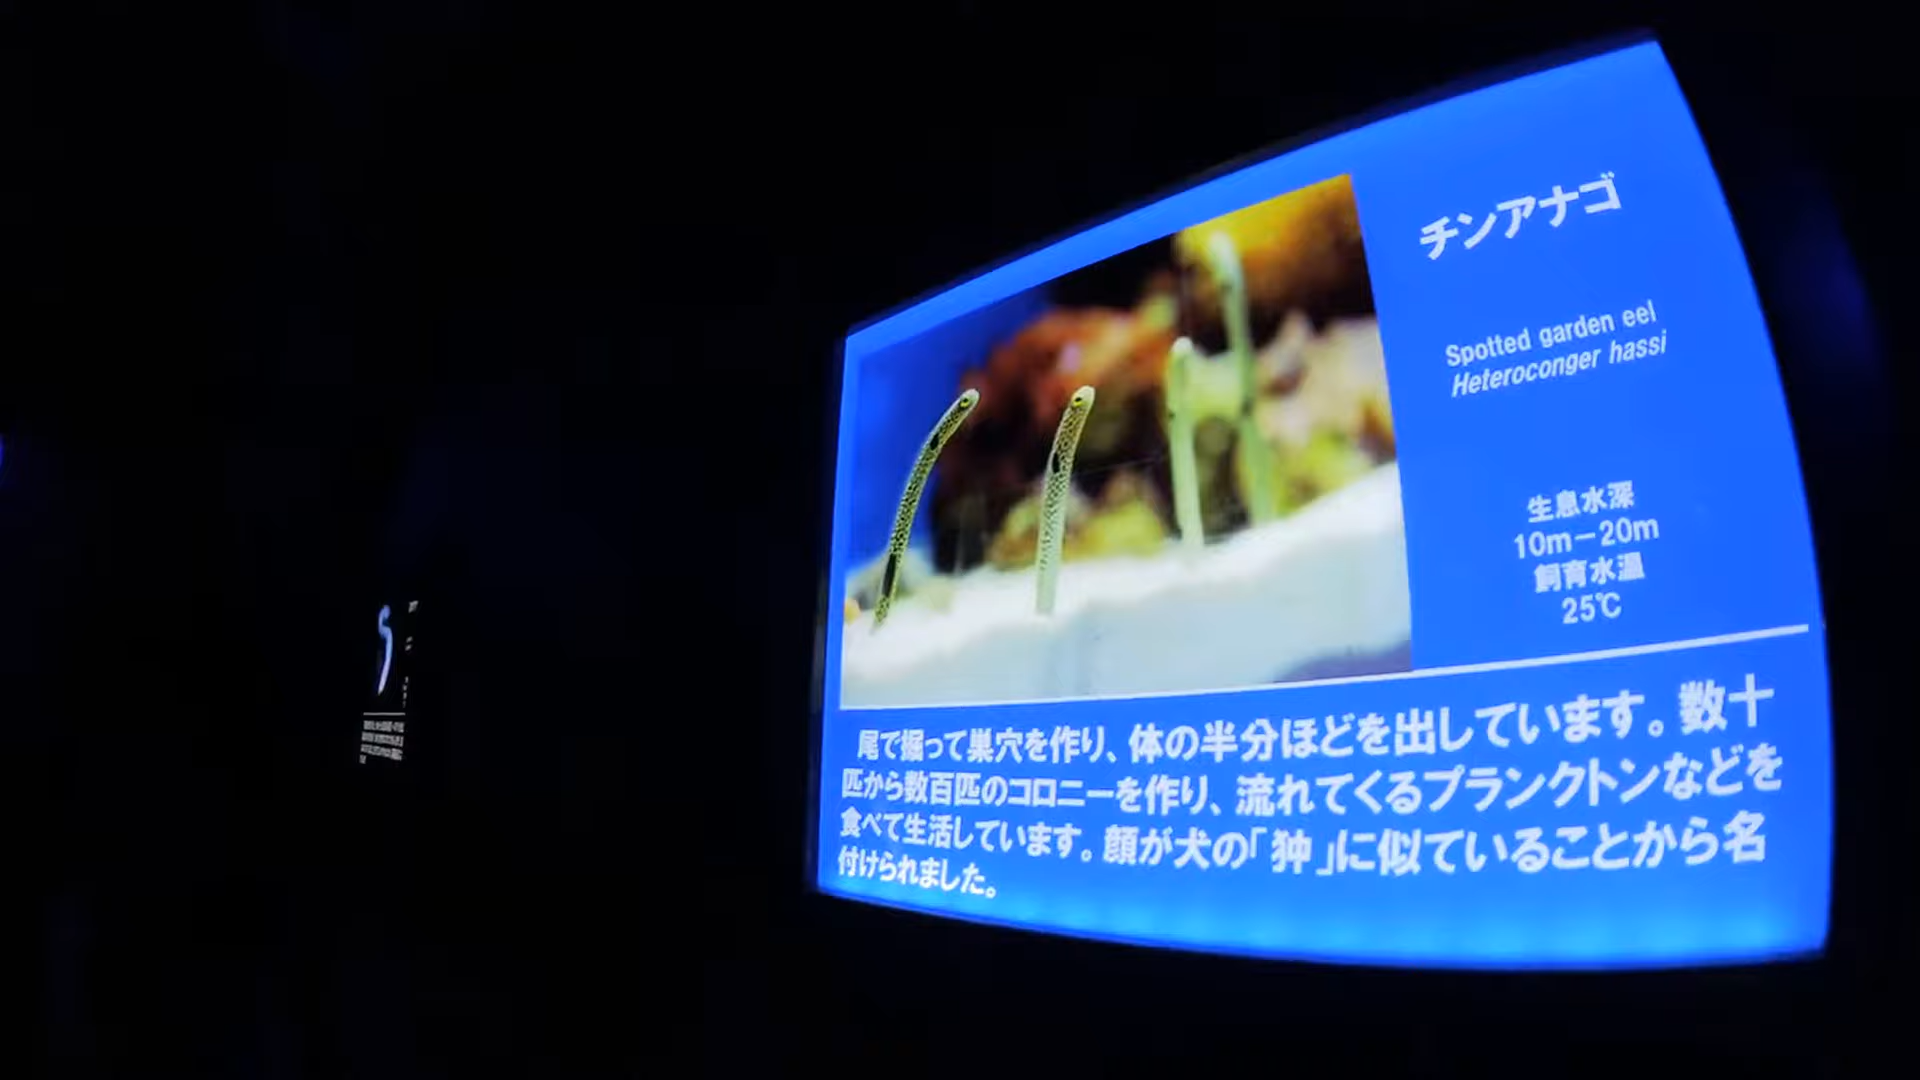 チンアナゴ
Spotted garden eel
Heteroconger hassi
生息水深
10m－20m
飼育水温
25℃
尾で掘って巣穴を作り、体の半分ほどを出しています。数十
匹から数百匹のコロニーを作り、流れてくるプランクトンなどを
食べて生活しています。顔が犬の「狆」に似ていることから名
付けられました。